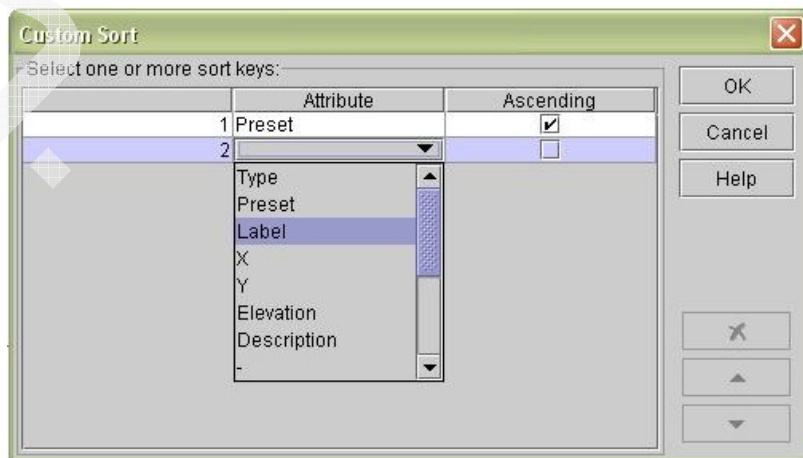 Custom Sort
Select one or more sort keys:
Attribute Ascending
1 Preset
2
Type
Preset
Label
X
Y
Elevation
Description
-
OK
Cancel
Help